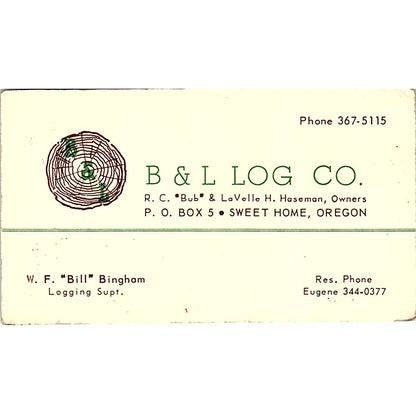 Phone 367-5115
B & L
B & L LOG CO.
R. C. "Bub" & LaVelle H. Haseman, Owners
P. O. BOX 5 • SWEET HOME, OREGON
W. F. "Bill" Bingham
Logging Supt.
Res. Phone
Eugene 344-0377